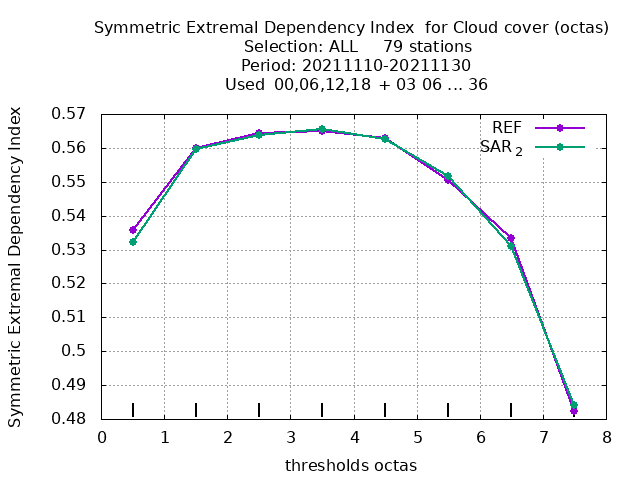 Symmetric Extremal Dependency Index  for Cloud cover (octas)
Selection: ALL     79 stations
Period: 20211110-20211130
Used  00,06,12,18  + 03 06 ... 36
REF
SAR 2
Symmetric Extremal Dependency Index
0.57
0.56
0.55
0.54
0.53
0.52
0.51
0.5
0.49
0.48
0 1 2 3 4 5 6 7 8
thresholds octas